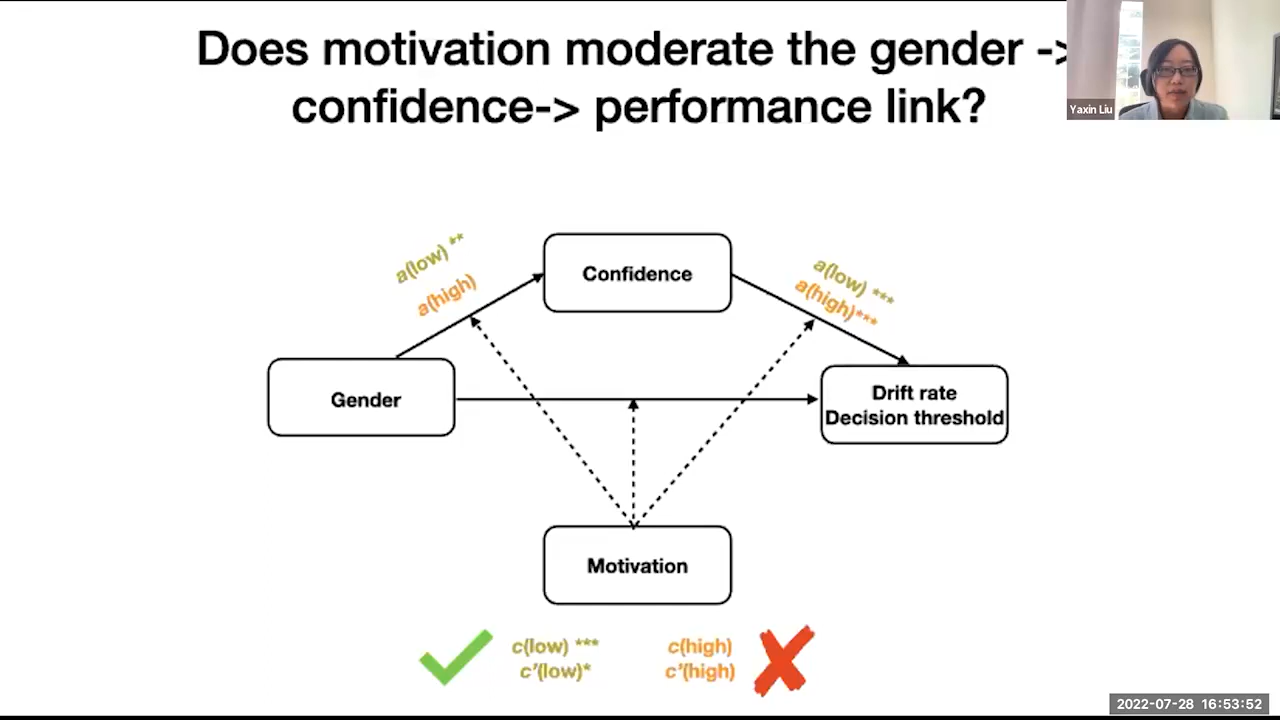 Does motivation moderate the gender ->
confidence-> performance link?
Yaxin Liu
a(low) **
a(high)
Confidence
a(low) ***
a(high)***
Gender
Drift rate
Decision threshold
Motivation
c(low) ***
c'(low)*
c(high)
c'(high)
2022-07-28 16:53:52